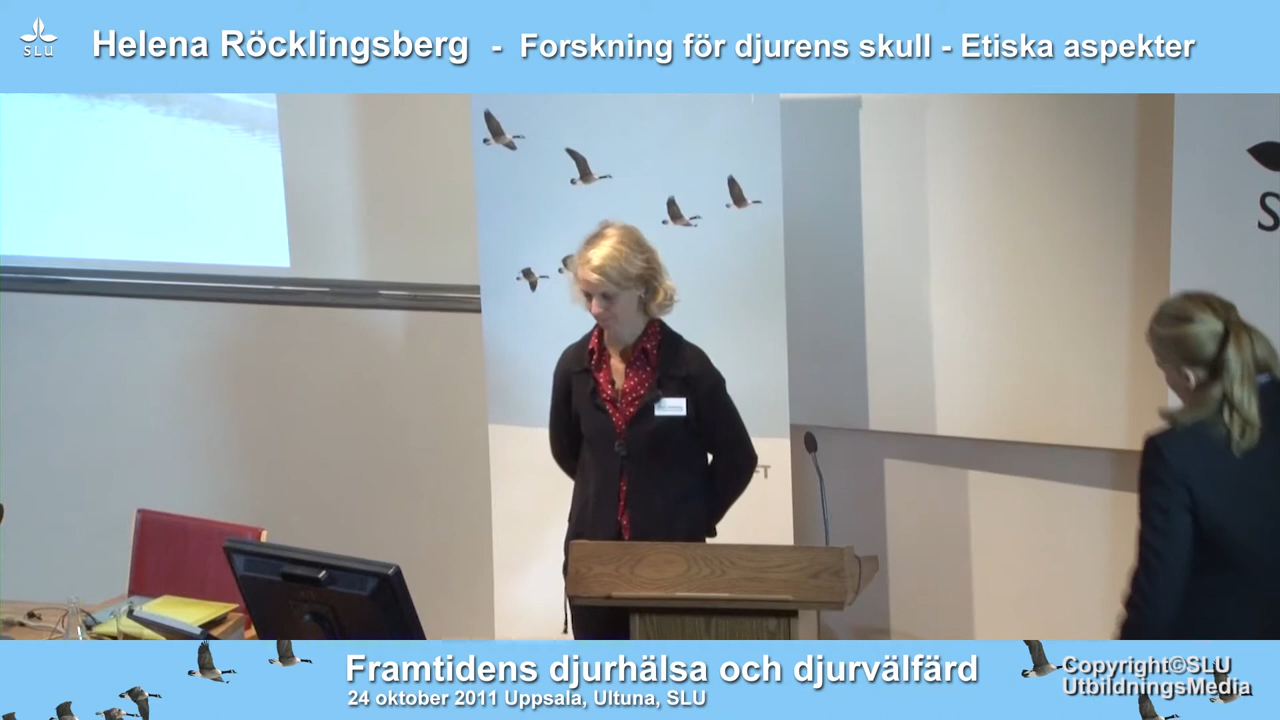 SLU
Helena Röcklingsberg - Forskning för djurens skull - Etiska aspekter
S
FT
Framtidens djurhälsa och djurvälfärd
24 oktober 2011 Uppsala, Ultuna, SLU
Copyright©SLU
UtbildningsMedia